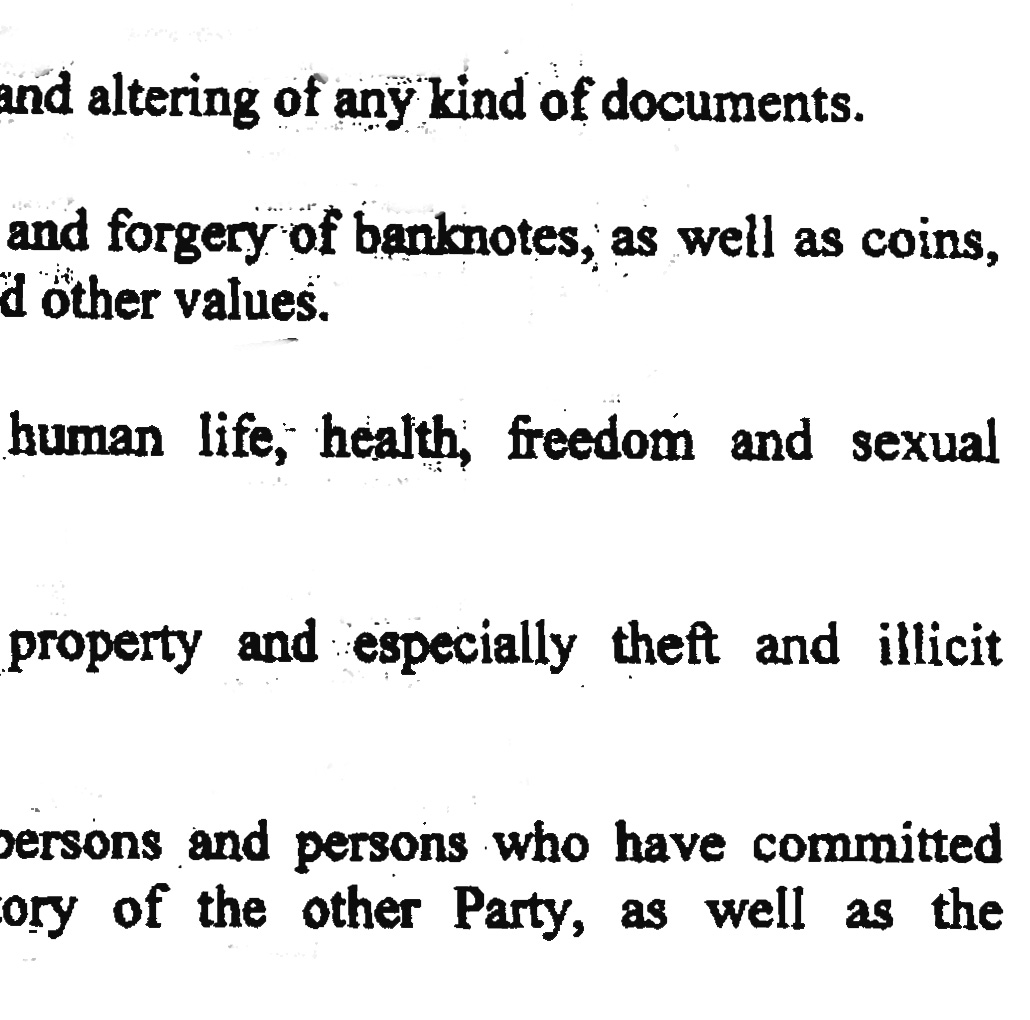 and altering of any kind of documents.
and forgery of banknotes, as well as coins,
other values.
human life, health, freedom and sexual
property and especially theft and illicit
persons and persons who have committed
of the other Party, as well as the